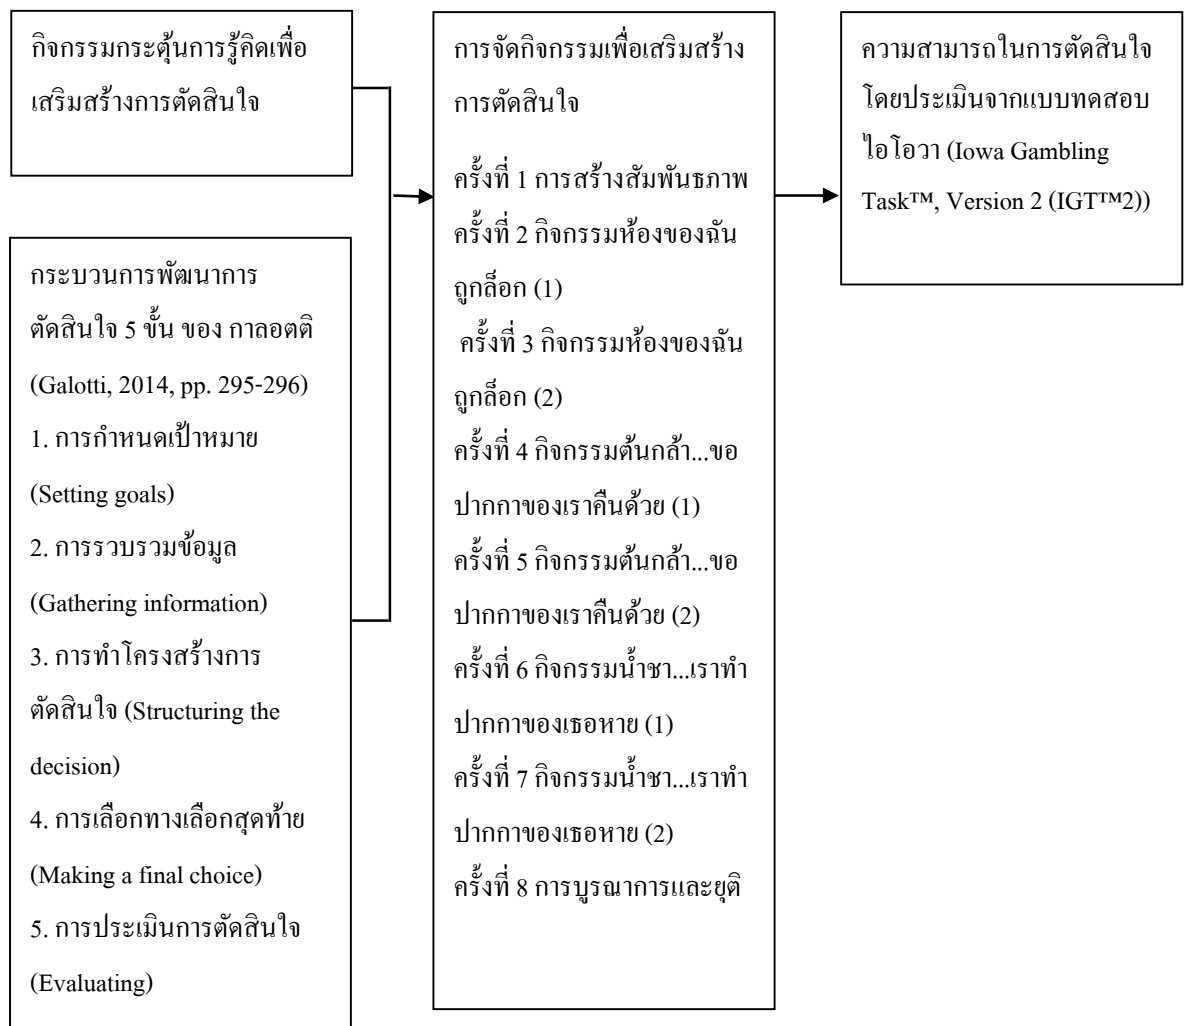 กิจกรรมกระตุ้นการรู้คิดเพื่อ
เสริมสร้างการตัดสินใจ
กระบวนการพัฒนาการ
ตัดสินใจ 5 ขั้น ของ กาลอตติ
(Galotti, 2014, pp. 295-296)
1. การกำหนดเป้าหมาย
(Setting goals)
2. การรวบรวมข้อมูล
(Gathering information)
3. การทำโครงสร้างการ
ตัดสินใจ (Structuring the
decision)
4. การเลือกทางเลือกสุดท้าย
(Making a final choice)
5. การประเมินการตัดสินใจ
(Evaluating)
การจัดกิจกรรมเพื่อเสริมสร้าง
การตัดสินใจ
ครั้งที่ 1 การสร้างสัมพันธภาพ
ครั้งที่ 2 กิจกรรมห้องของฉัน
ถูกล็อก (1)
ครั้งที่ 3 กิจกรรมห้องของฉัน
ถูกล็อก (2)
ครั้งที่ 4 กิจกรรมต้นกล้า...ขอ
ปากกาของเราคืนด้วย (1)
ครั้งที่ 5 กิจกรรมต้นกล้า...ขอ
ปากกาของเราคืนด้วย (2)
ครั้งที่ 6 กิจกรรมน้ำชา...เราทำ
ปากกาของเธอหาย (1)
ครั้งที่ 7 กิจกรรมน้ำชา...เราทำ
ปากกาของเธอหาย (2)
ครั้งที่ 8 การบูรณาการและยุติ
ความสามารถในการตัดสินใจ
โดยประเมินจากแบบทดสอบ
ไอโอวา (Iowa Gambling
Task™, Version 2 (IGT™2))